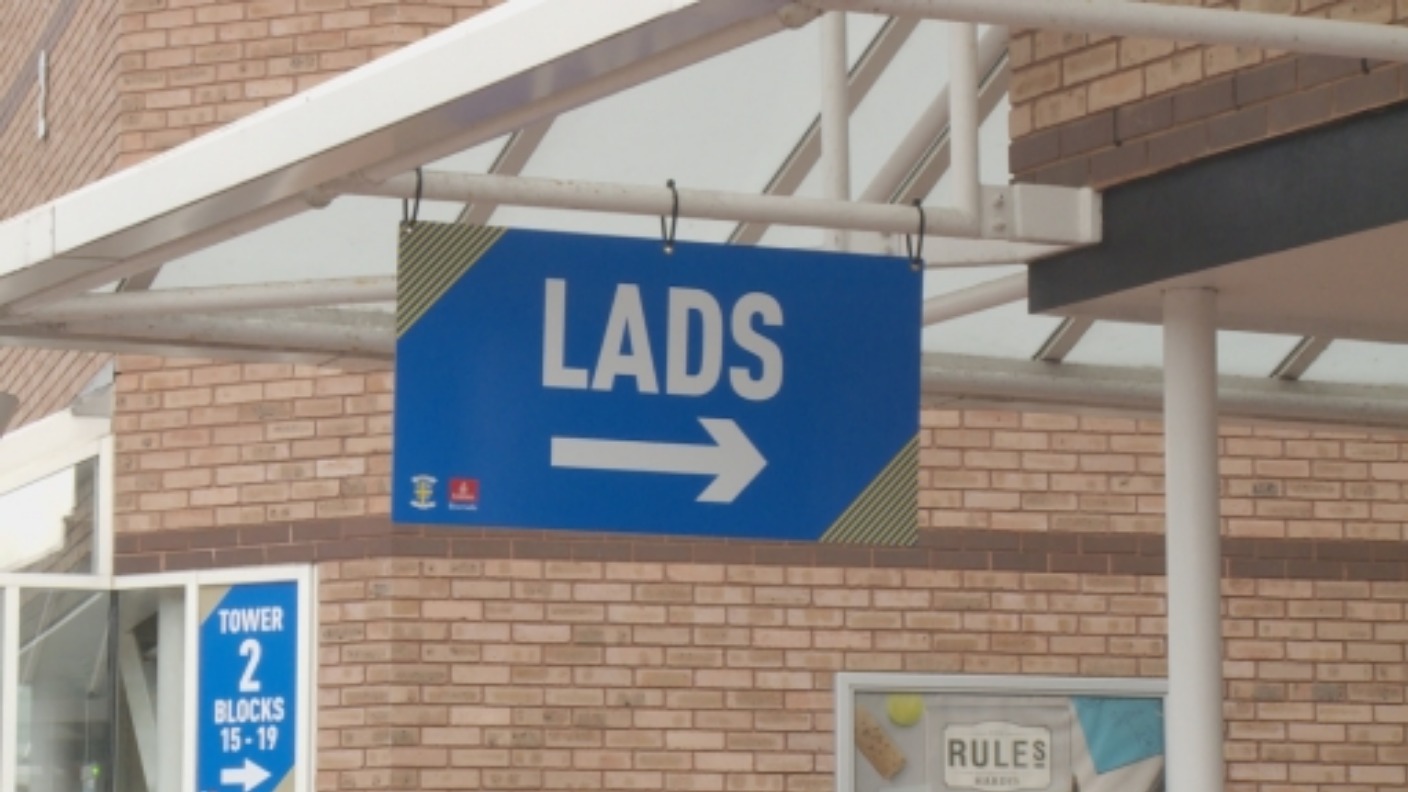 LADS
TOWER
2
BLOCKS
15 - 19
RULES